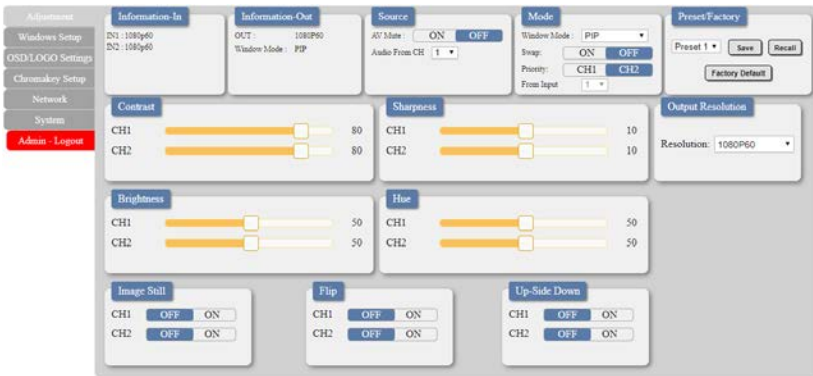 Adjustment
Windows Setup
OSD/LOGO Settings
Chromakey Setup
Network
System
Admin - Logout
Information-In
IN1 : 1080p60
IN2 : 1080p60
Information-Out
OUT : 1080P60
Window Mode : PIP
Source
AV Mute : ON OFF
Audio From CH 1
Mode
Window Mode : PIP
Swap: ON OFF
Priority: CH1 CH2
From Input 1
Preset/Factory
Preset 1 Save Recall
Factory Default
Contrast
CH1 80
CH2 80
Sharpness
CH1 10
CH2 10
Output Resolution
Resolution: 1080P60
Brightness
CH1 50
CH2 50
Hue
CH1 50
CH2 50
Image Still
CH1 OFF ON
CH2 OFF ON
Flip
CH1 OFF ON
CH2 OFF ON
Up-Side Down
CH1 OFF ON
CH2 OFF ON